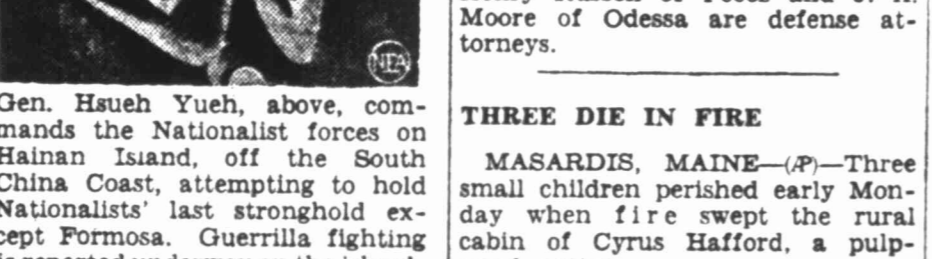 NEA
Gen. Hsueh Yueh, above, com-
mands the Nationalist forces on
Hainan Island, off the South
China Coast, attempting to hold
Nationalists' last stronghold ex-
cept Formosa. Guerrilla fighting
Moore of Odessa are defense at-
torneys.
THREE DIE IN FIRE
MASARDIS, MAINE—(AP)—Three
small children perished early Mon-
day when fire swept the rural
cabin of Cyrus Hafford, a pulp-